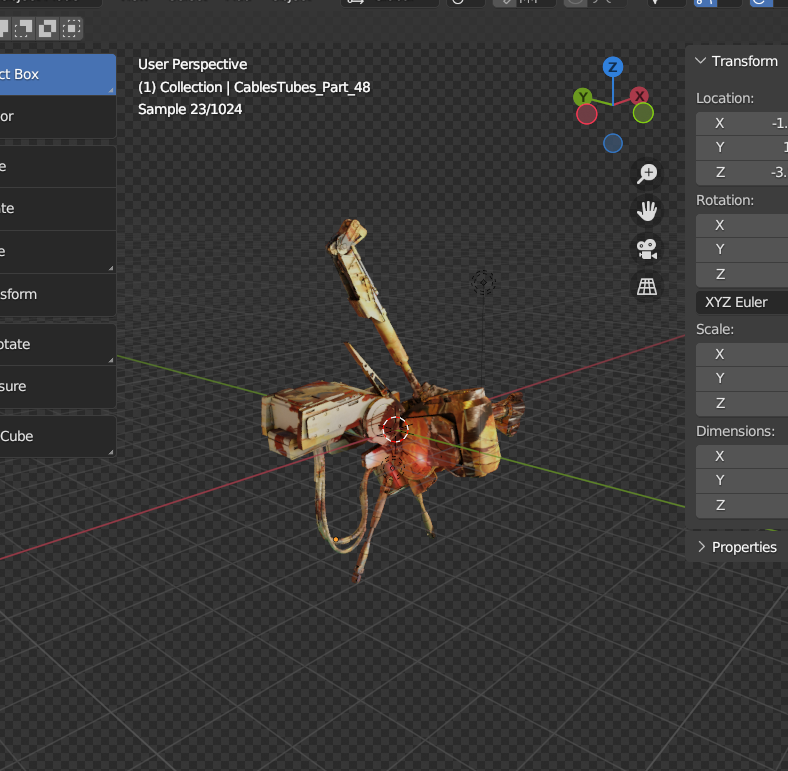 ct Box
or
e
te
e
sform
otate
sure
Cube
User Perspective
(1) Collection | CablesTubes_Part_48
Sample 23/1024
Z
Y
X
Transform
Location:
X -1.
Y 1
Z -3.
Rotation:
X
Y
Z
XYZ Euler
Scale:
X
Y
Z
Dimensions:
X
Y
Z
Properties